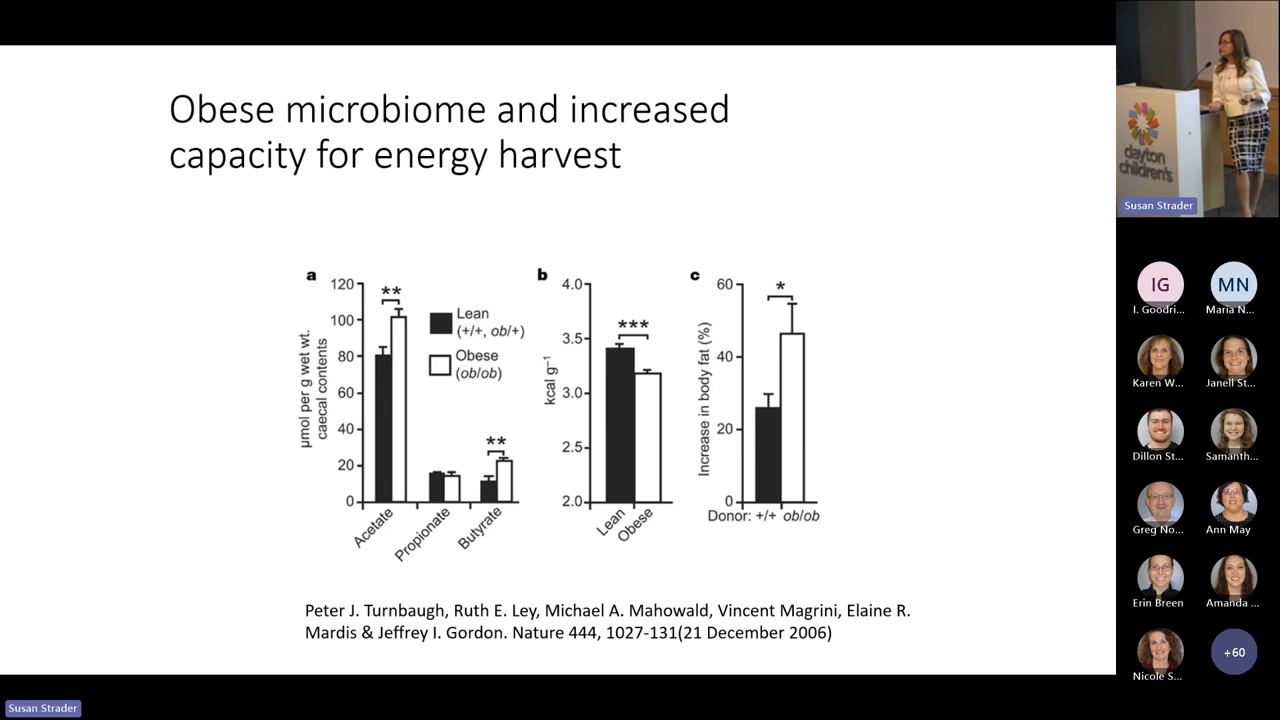 Obese microbiome and increased
capacity for energy harvest
a
120
100
80
60
40
20
0
µmol per g wet wt.
caecal contents
**
**
Lean
(+/+, ob/+)
Obese
(ob/ob)
Acetate
Propionate
Butyrate
b
4.0
3.5
3.0
2.5
2.0
kcal g⁻¹
***
Lean
Obese
c
60
40
20
0
Increase in body fat (%)
*
Donor: +/+ ob/ob
Peter J. Turnbaugh, Ruth E. Ley, Michael A. Mahowald, Vincent Magrini, Elaine R.
Mardis & Jeffrey I. Gordon. Nature 444, 1027-131(21 December 2006)
dayton
children's
Susan Strader
IG
MN
I. Goodri...
Maria N...
Karen W...
Janell St...
Dillon St...
Samanth...
Greg No...
Ann May
Erin Breen
Amanda ...
Nicole S...
+60
Susan Strader